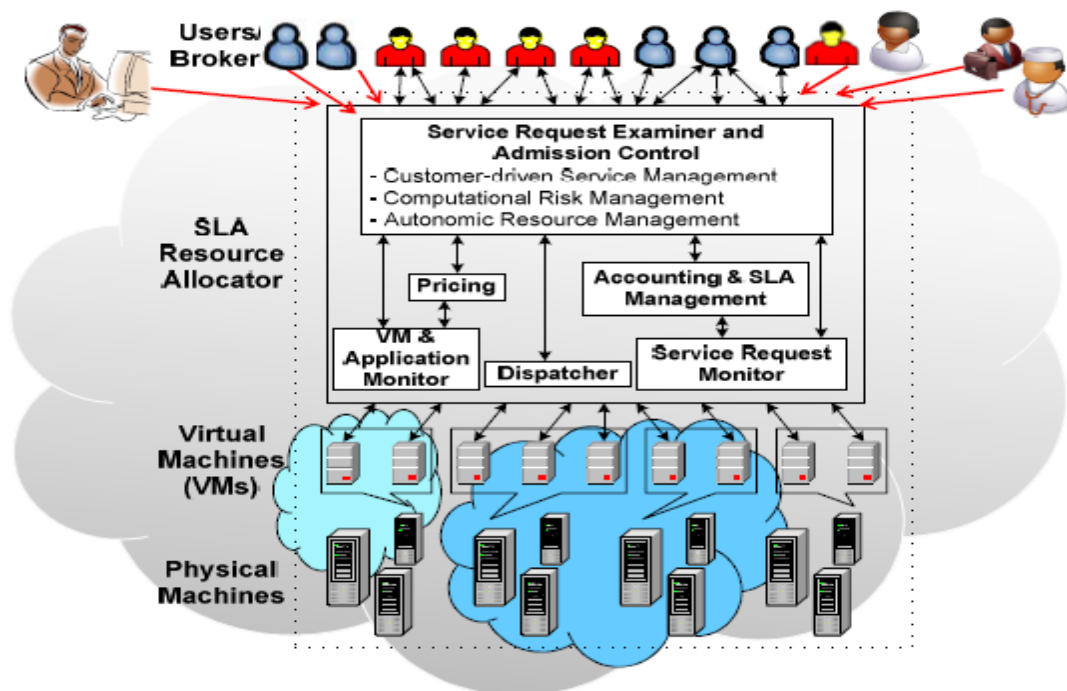 Users/
Broker
Service Request Examiner and
Admission Control
- Customer-driven Service Management
- Computational Risk Management
- Autonomic Resource Management
SLA
Resource
Allocator
Pricing
Accounting & SLA
Management
VM &
Application
Monitor
Dispatcher
Service Request
Monitor
Virtual
Machines
(VMs)
Physical
Machines